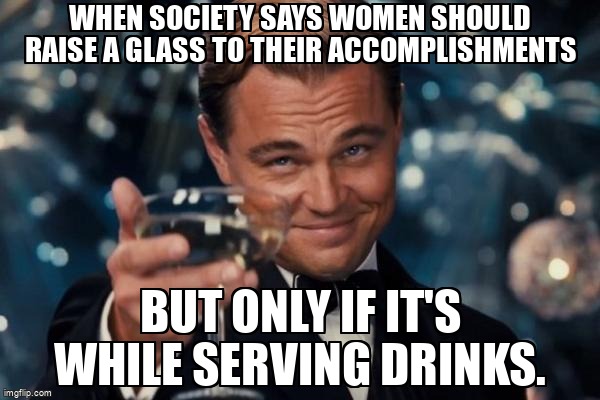 WHEN SOCIETY SAYS WOMEN SHOULD
RAISE A GLASS TO THEIR ACCOMPLISHMENTS
BUT ONLY IF IT'S
WHILE SERVING DRINKS.
imgflip.com